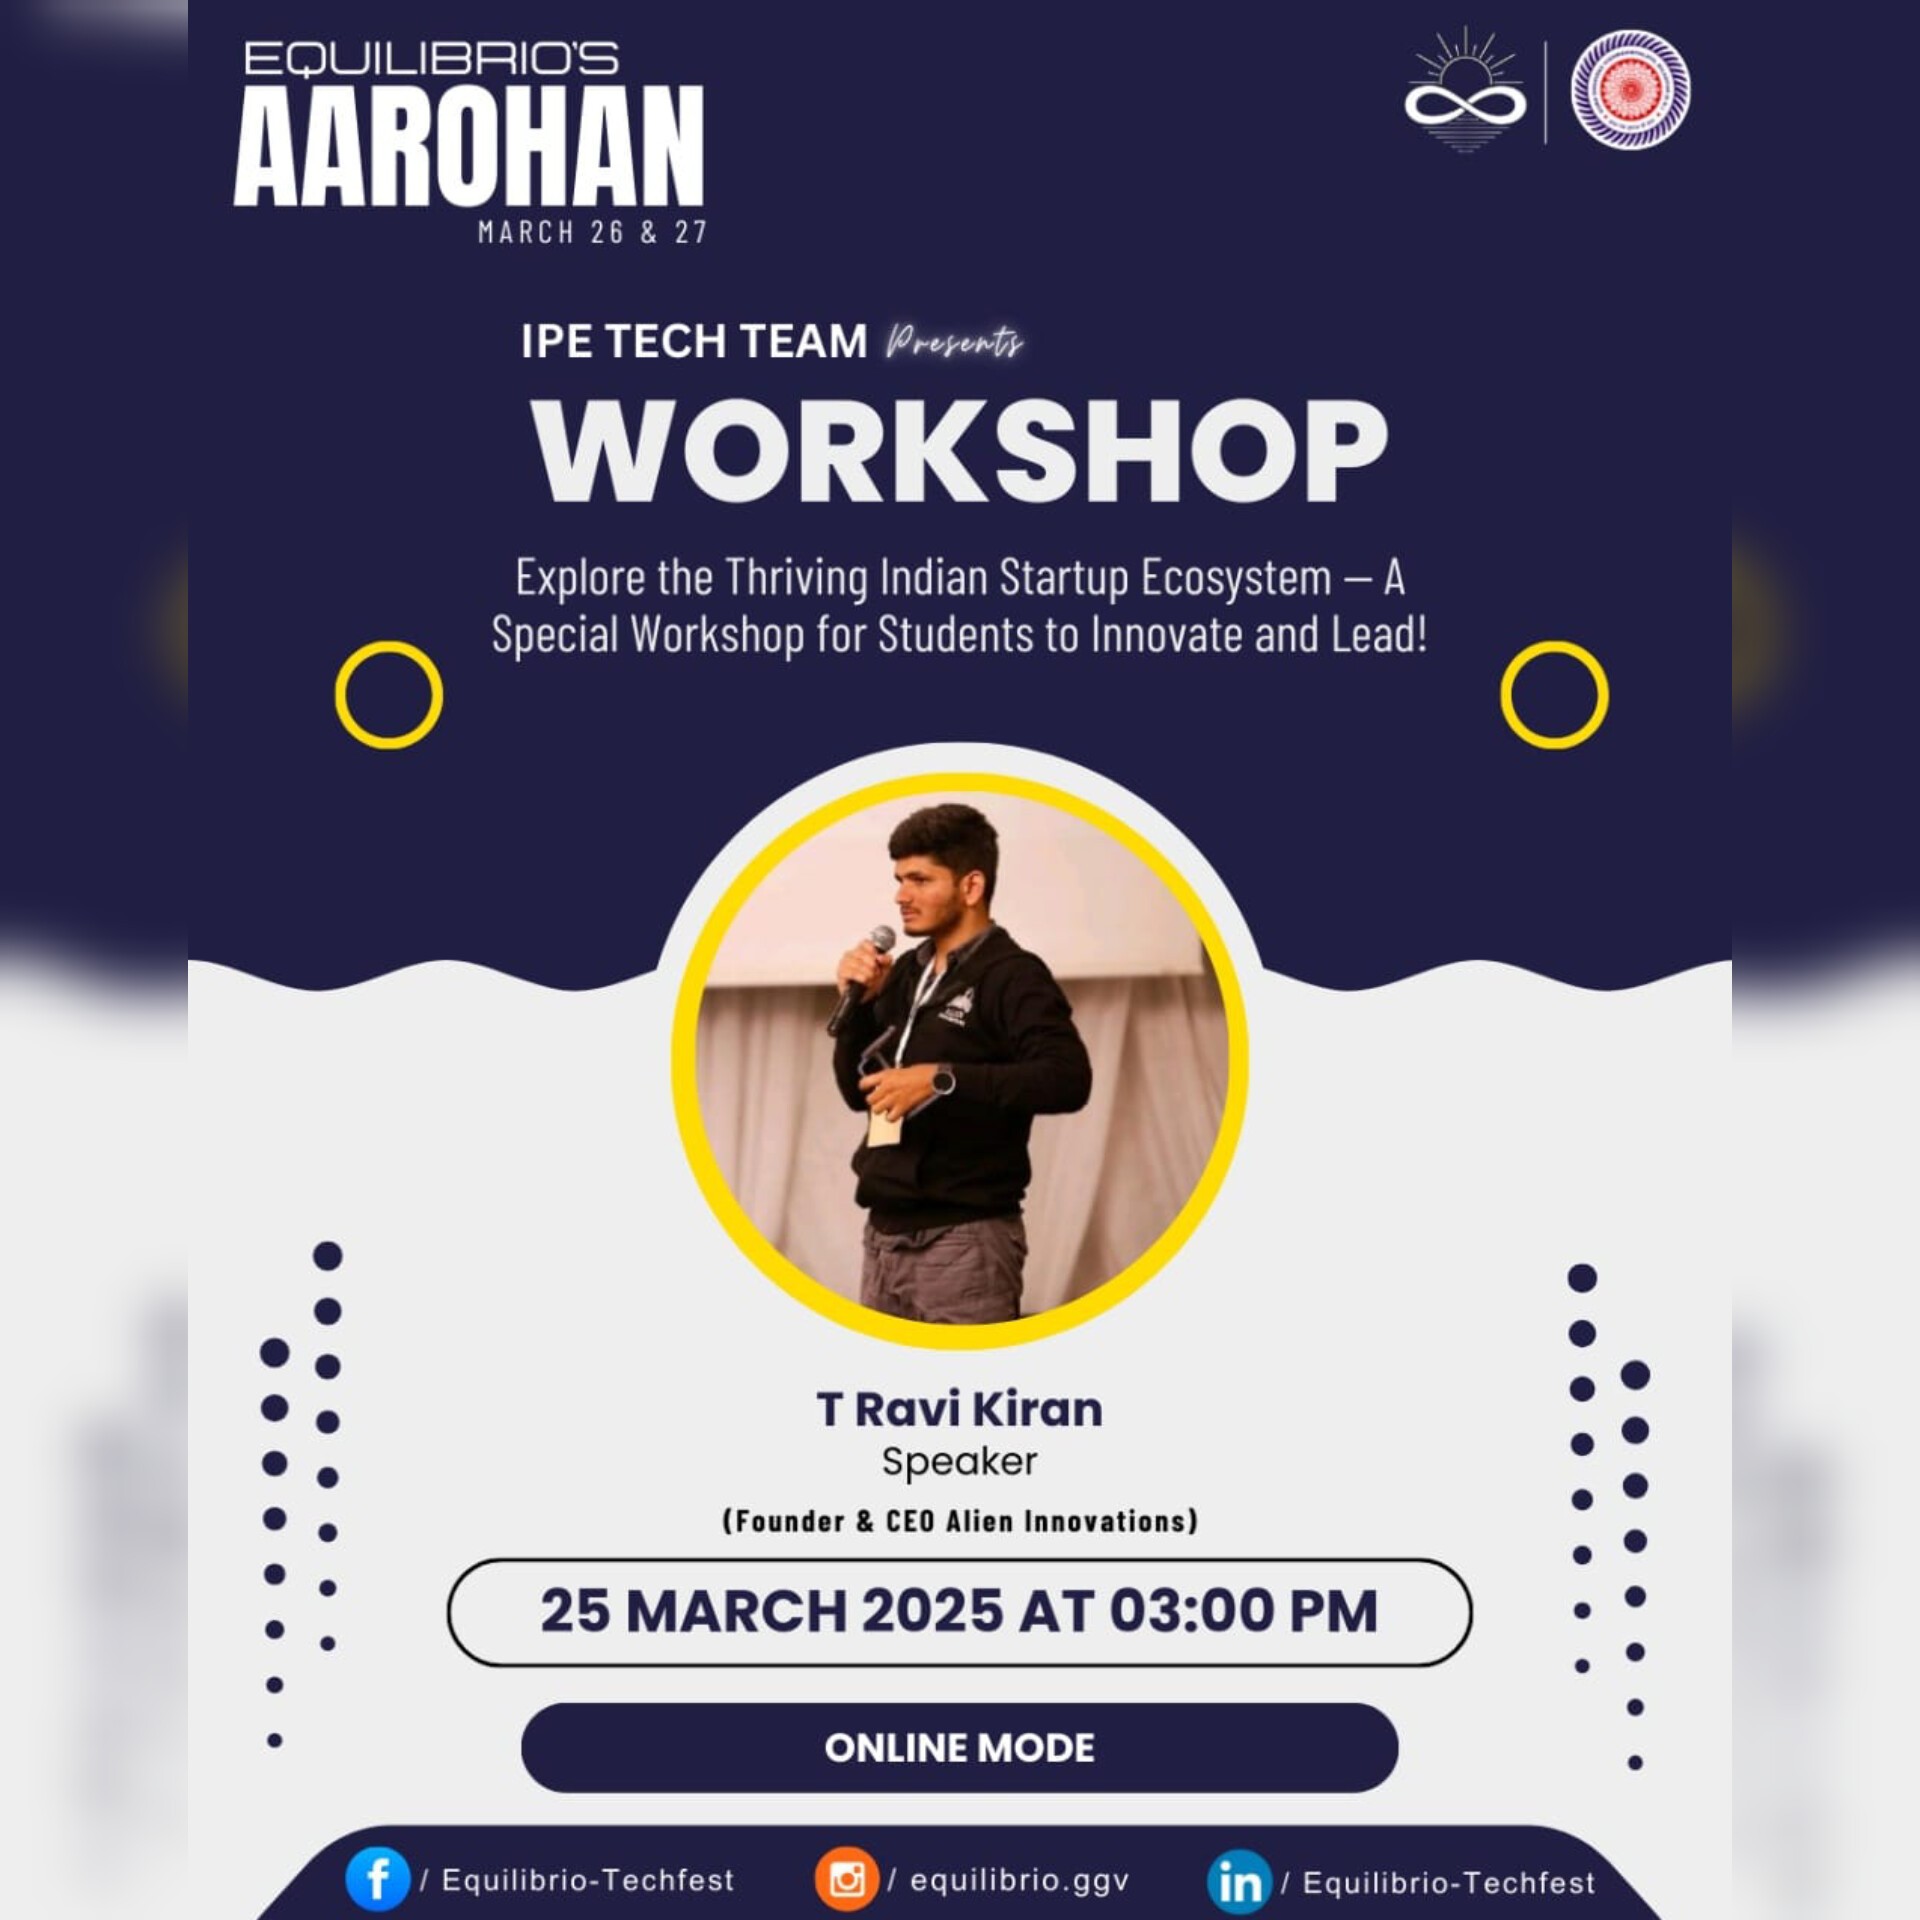 EQUILIBRIO'S
AAROHAN
MARCH 26 & 27
IPE TECH TEAM Presents
WORKSHOP
Explore the Thriving Indian Startup Ecosystem – A
Special Workshop for Students to Innovate and Lead!
T Ravi Kiran
Speaker
(Founder & CEO Alien Innovations)
25 MARCH 2025 AT 03:00 PM
ONLINE MODE
/ Equilibrio-Techfest
/ equilibrio.ggv
/ Equilibrio-Techfest